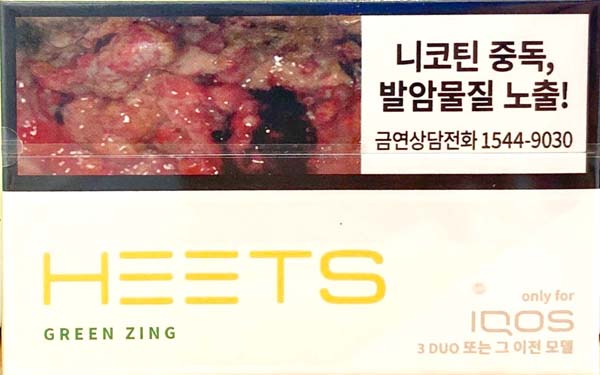 니코틴 중독,
발암물질 노출!
금연상담전화 1544-9030
HEETS
GREEN ZING
only for
IQOS
3 DUO 또는 그 이전 모델